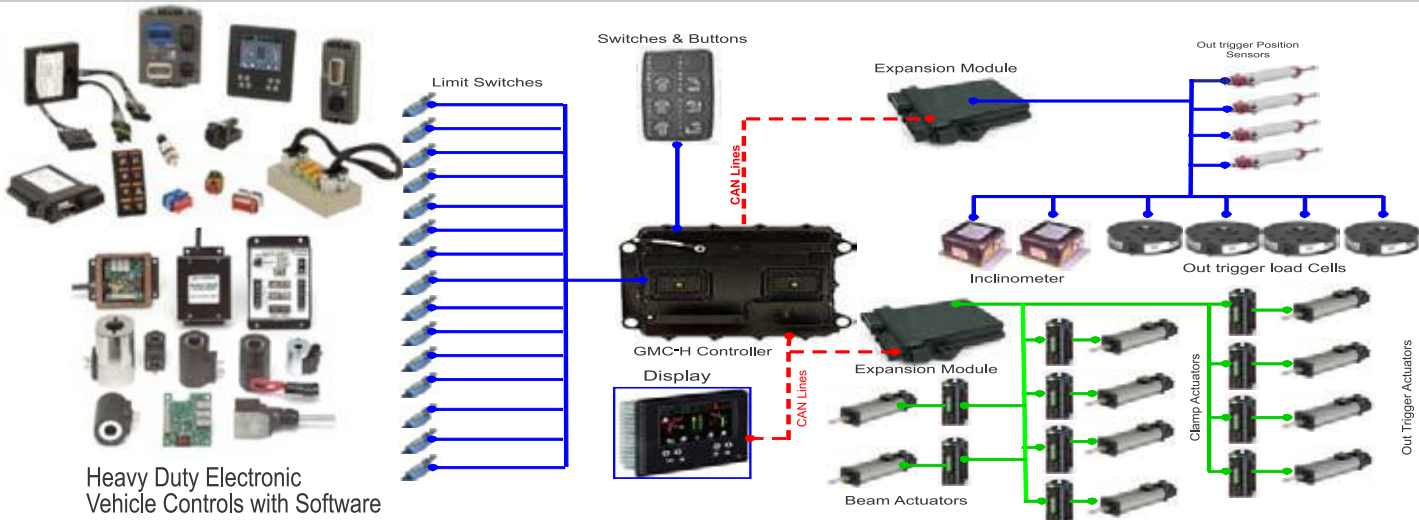 Switches & Buttons
Limit Switches
Expansion Module
Out trigger Position
Sensors
CAN Lines
Inclinometer
Out trigger load Cells
GMC-H Controller
Display
CAN Lines
Expansion Module
Beam Actuators
Clamp Actuators
Out Trigger Actuators
Heavy Duty Electronic
Vehicle Controls with Software